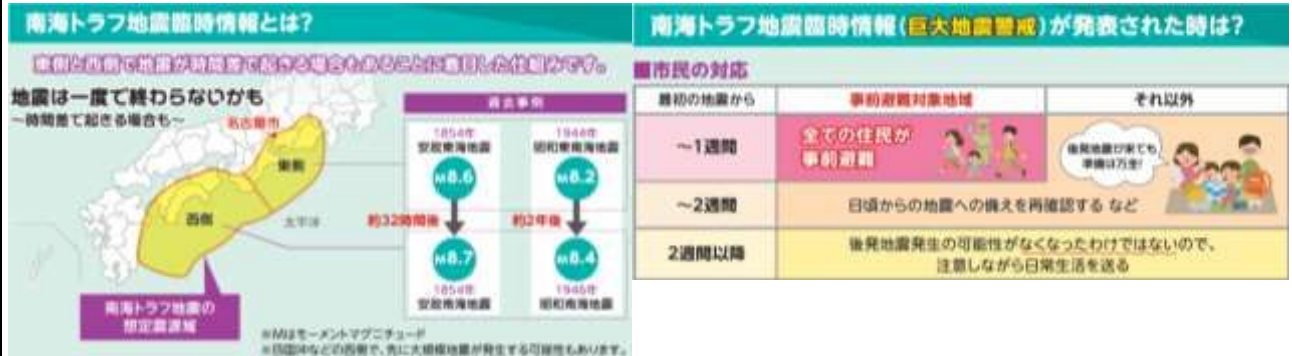 南海トラフ地震臨時情報とは？
東側と西側で地震が時間差で起きる場合もあることに着目した仕組みです。
地震は一度で終わらないかも
～時間差で起きる場合も～
名古屋市
東側
西側
太平洋
南海トラフ地震の
想定震源域
過去事例
1854年
安政東海地震
M8.6
約32時間後
M8.7
1854年
安政南海地震
1944年
昭和東南海地震
M8.2
約2年後
M8.4
1946年
昭和南海地震
※Mはモーメントマグニチュード
※四国沖などの西側で、先に大規模地震が発生する可能性もあります。
南海トラフ地震臨時情報(巨大地震警戒)が発表された時は？
■市民の対応
最初の地震から
事前避難対象地域
それ以外
～1週間
全ての住民が
事前避難
後発地震が来ても
準備は万全!
～2週間
日頃からの地震への備えを再確認する など
2週間以降
後発地震発生の可能性がなくなったわけではないので、
注意しながら日常生活を送る